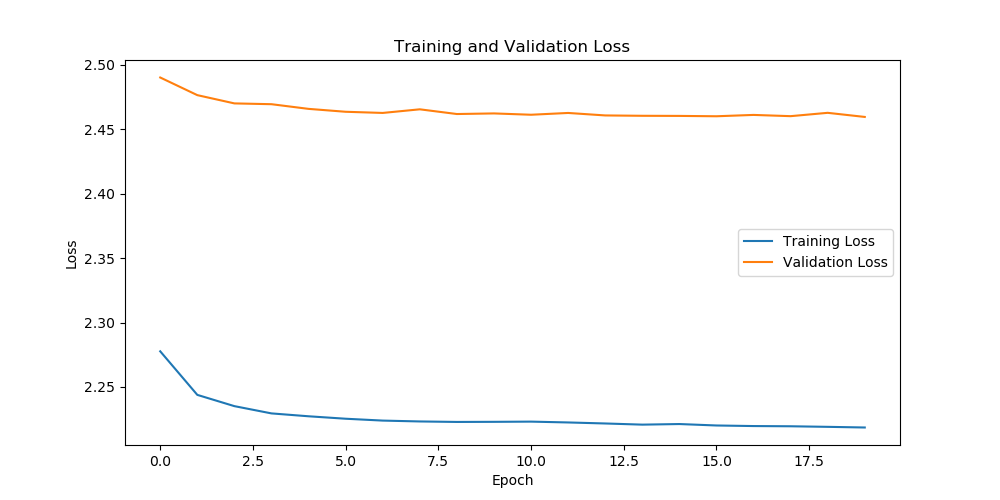 Training and Validation Loss
2.50
2.45
2.40
2.35
2.30
2.25
Loss
Training Loss
Validation Loss
0.0 2.5 5.0 7.5 10.0 12.5 15.0 17.5
Epoch